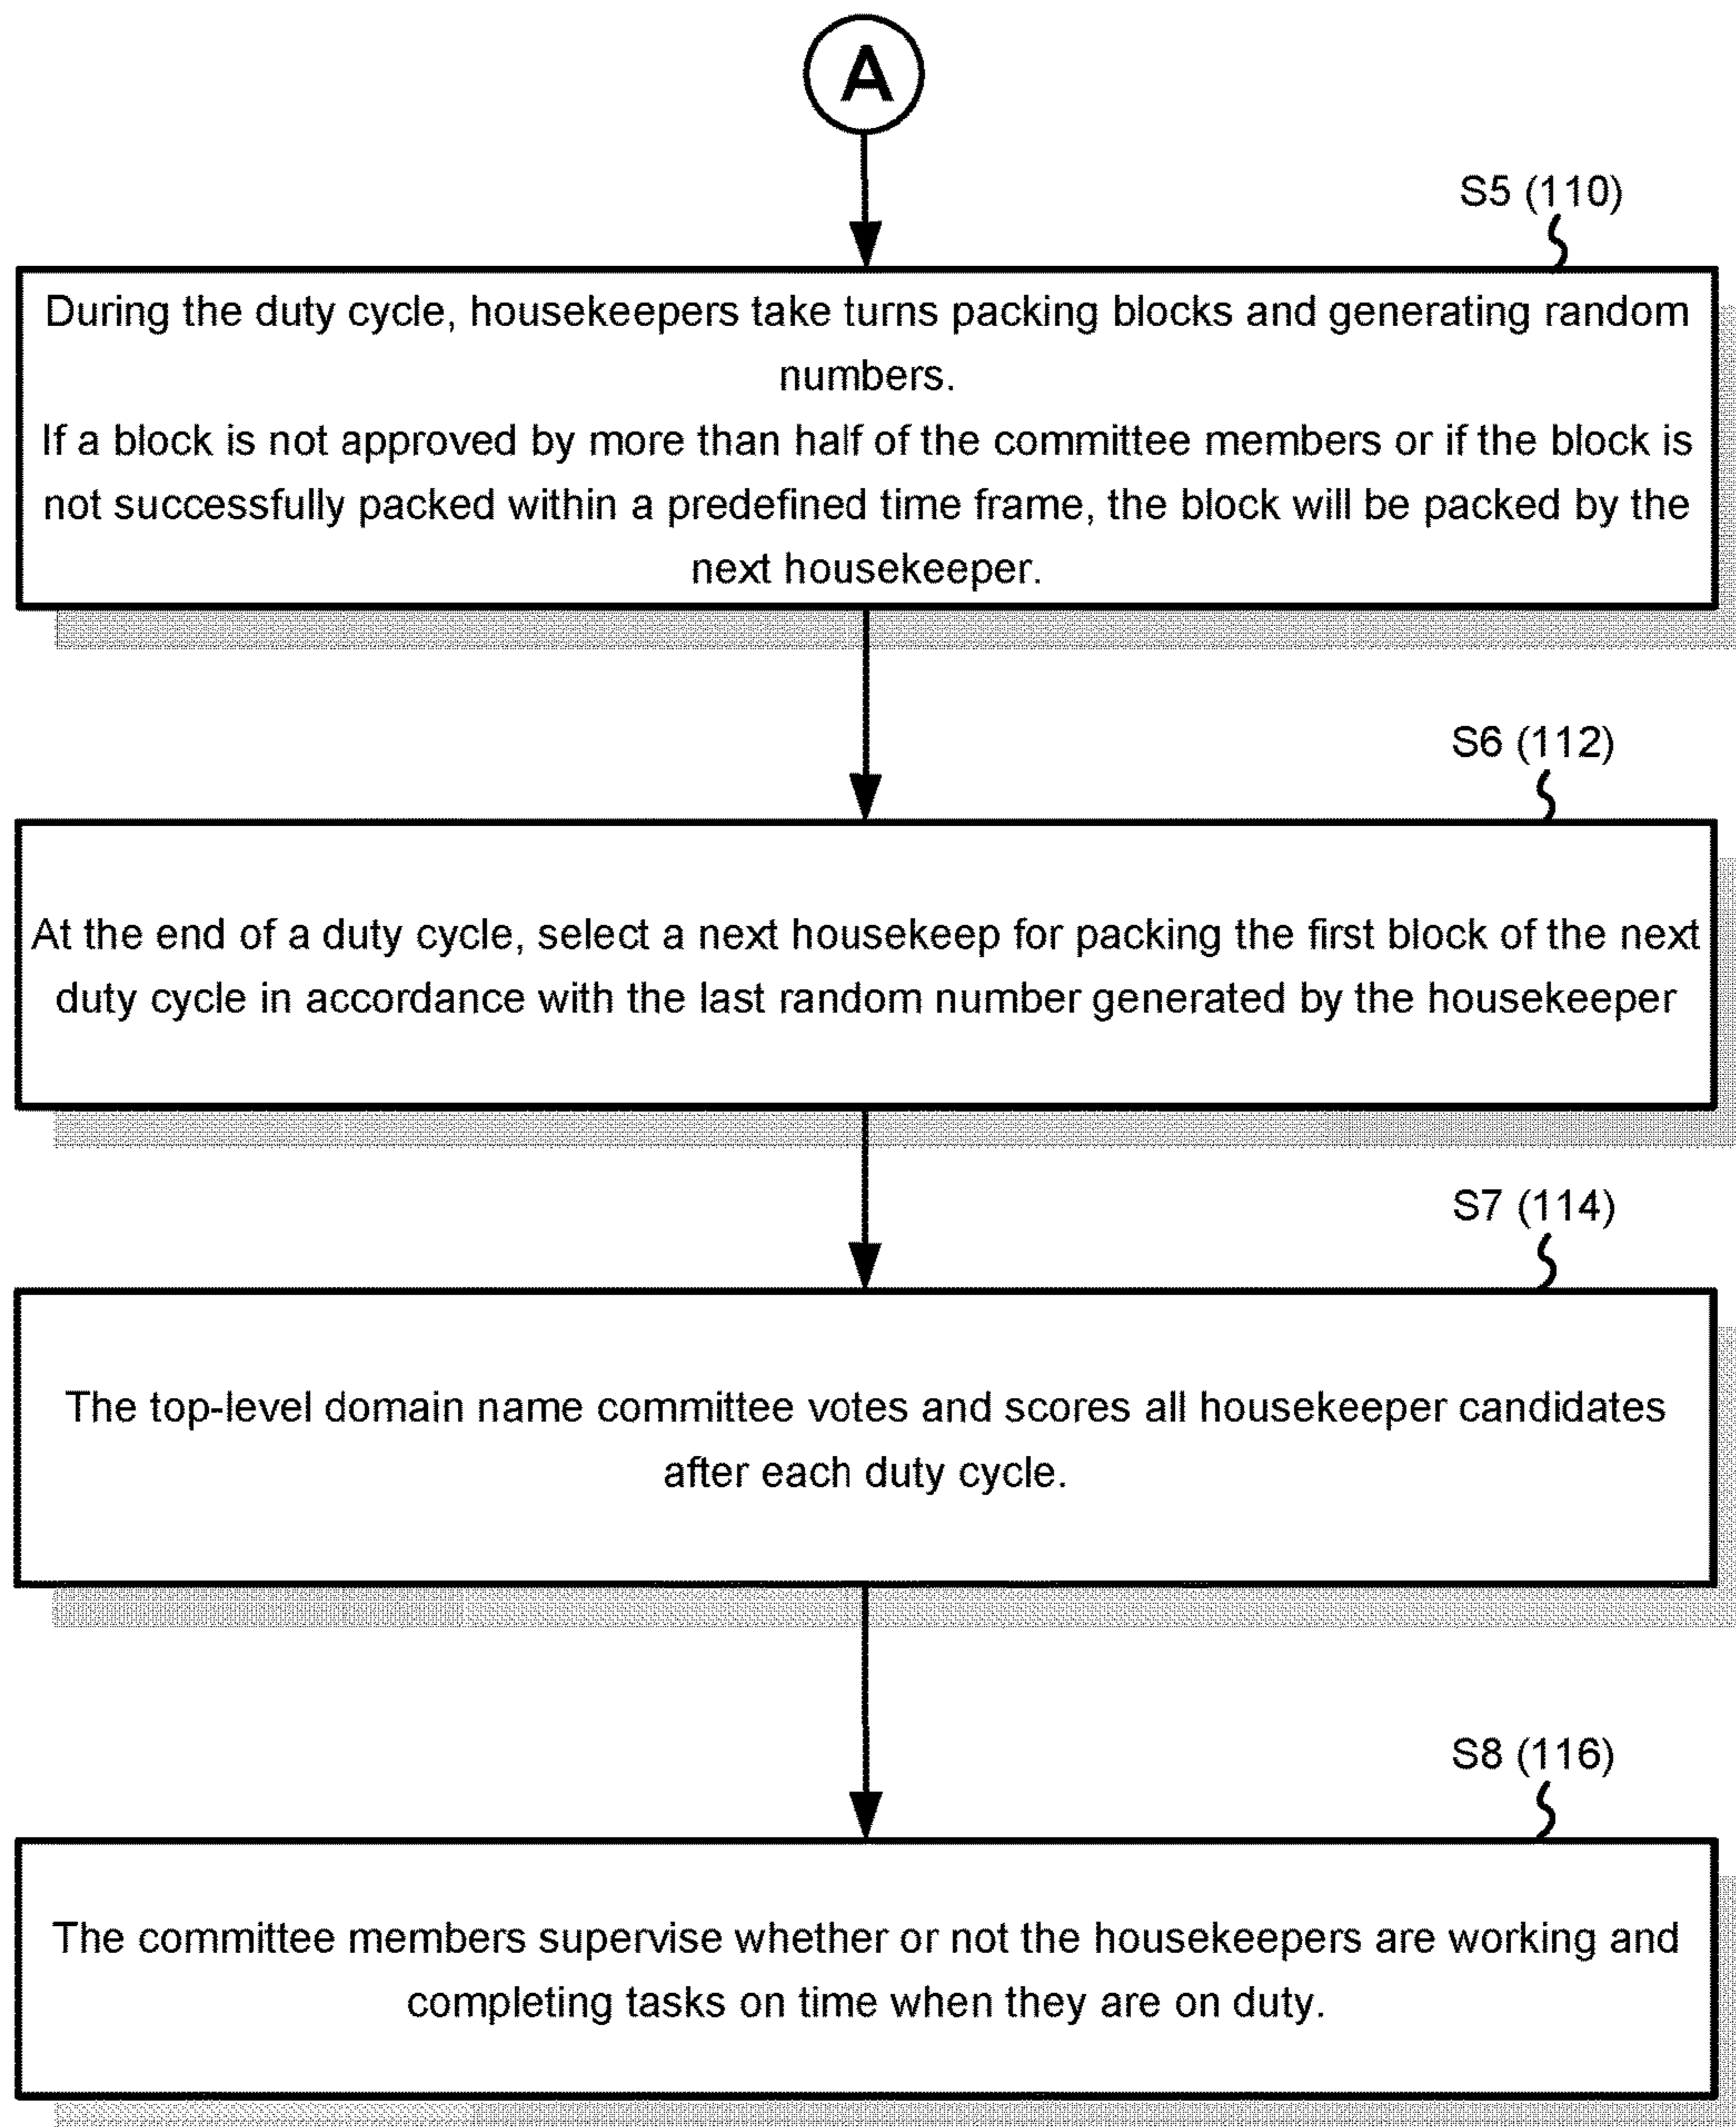 A
S5 (110)
During the duty cycle, housekeepers take turns packing blocks and generating random
numbers.
If a block is not approved by more than half of the committee members or if the block is
not successfully packed within a predefined time frame, the block will be packed by the
next housekeeper.
S6 (112)
At the end of a duty cycle, select a next housekeep for packing the first block of the next
duty cycle in accordance with the last random number generated by the housekeeper
S7 (114)
The top-level domain name committee votes and scores all housekeeper candidates
after each duty cycle.
S8 (116)
The committee members supervise whether or not the housekeepers are working and
completing tasks on time when they are on duty.